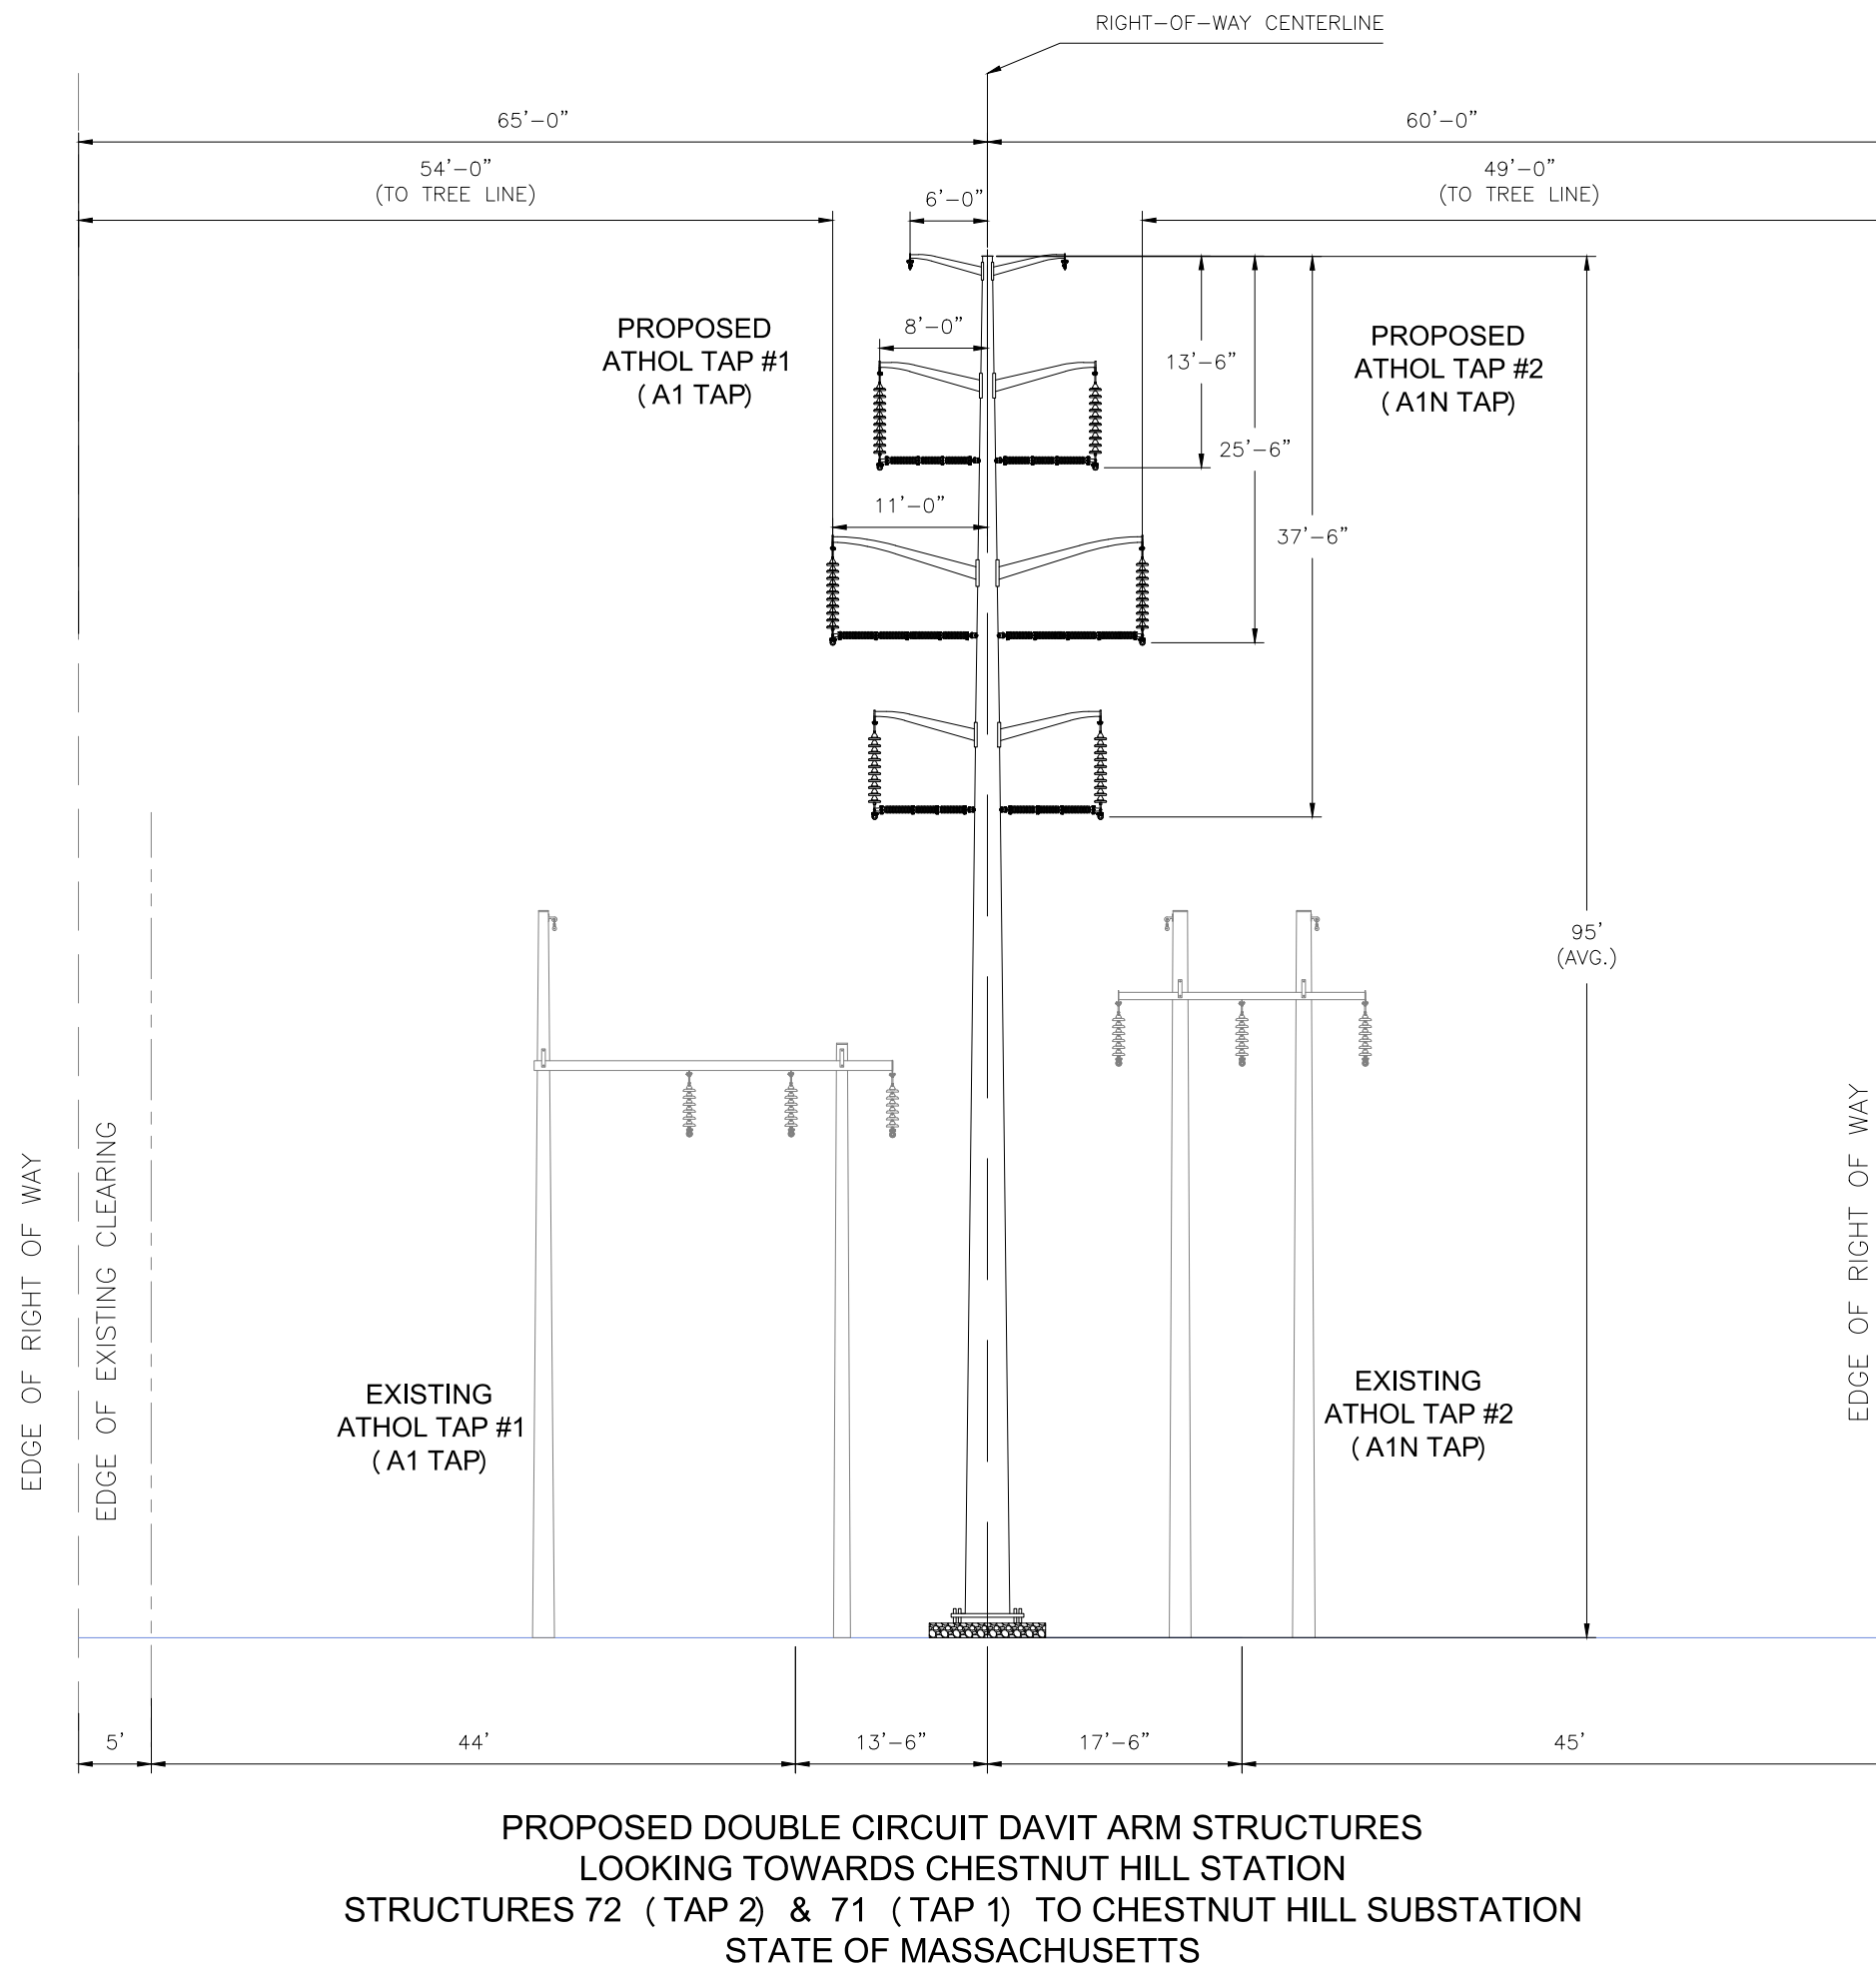 RIGHT-OF-WAY CENTERLINE
65'-0"
60'-0"
54'-0"
(TO TREE LINE)
6'-0"
49'-0"
(TO TREE LINE)
PROPOSED
ATHOL TAP #1
( A1 TAP)
8'-0"
13'-6"
PROPOSED
ATHOL TAP #2
( A1N TAP)
25'-6"
11'-0"
37'-6"
95'
(AVG.)
EDGE OF RIGHT OF WAY
EDGE OF EXISTING CLEARING
EDGE OF RIGHT OF WAY
EXISTING
ATHOL TAP #1
( A1 TAP)
EXISTING
ATHOL TAP #2
( A1N TAP)
5'
44'
13'-6"
17'-6"
45'
PROPOSED DOUBLE CIRCUIT DAVIT ARM STRUCTURES
LOOKING TOWARDS CHESTNUT HILL STATION
STRUCTURES 72 ( TAP 2) & 71 ( TAP 1) TO CHESTNUT HILL SUBSTATION
STATE OF MASSACHUSETTS